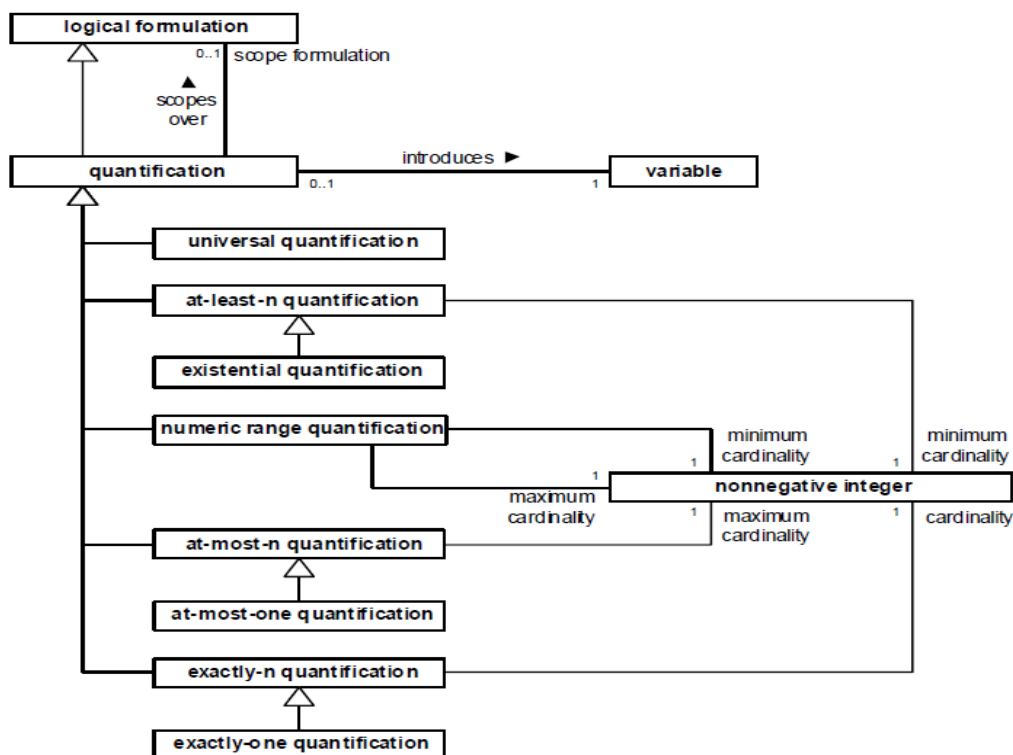 logical formulation
0..1 scope formulation
▲
scopes
over
quantification
introduces ►
0..1
1
variable
universal quantification
at-least-n quantification
existential quantification
numeric range quantification
1
minimum
cardinality
1
minimum
cardinality
1
maximum
cardinality
nonnegative integer
1
maximum
cardinality
1
cardinality
at-most-n quantification
at-most-one quantification
exactly-n quantification
exactly-one quantification